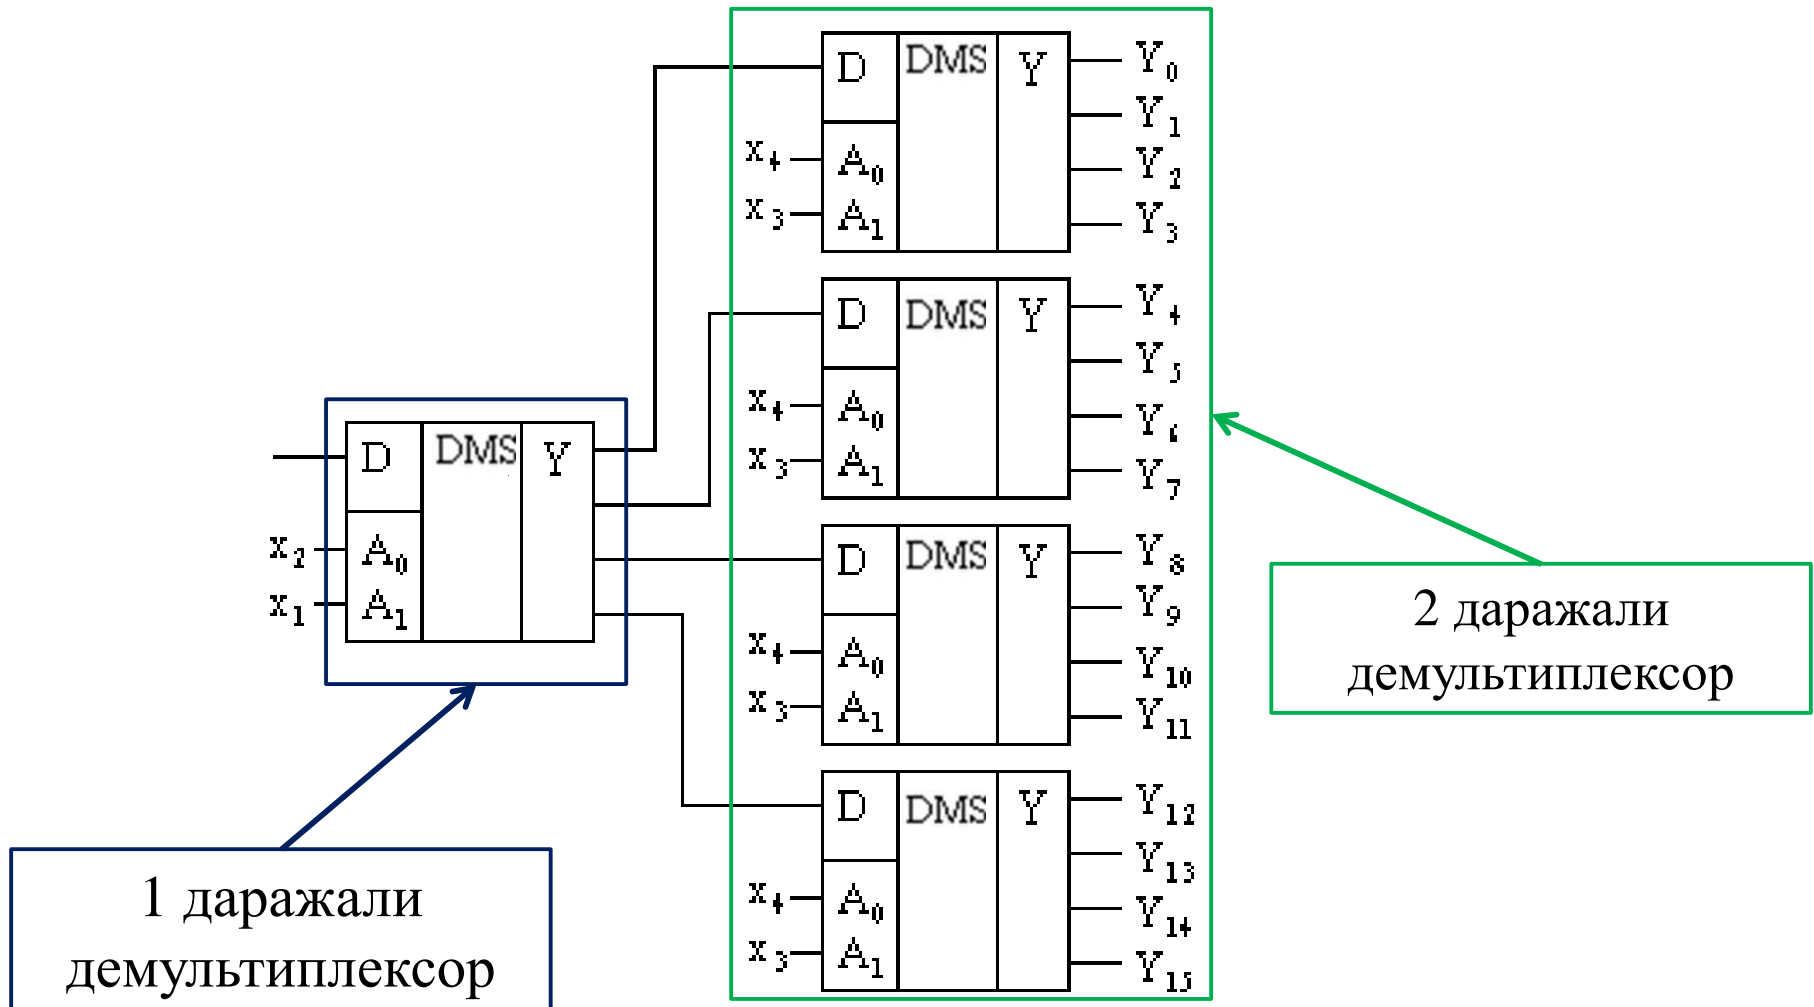 D DMS Y Y0
Y1
x4 A0 Y2
x3 A1 Y3
D DMS Y Y4
Y5
x4 A0 Y6
x3 A1 Y7
D DMS Y
x2 A0
x1 A1
D DMS Y Y8
Y9
x4 A0 Y10
x3 A1 Y11
D DMS Y Y12
Y13
x4 A0 Y14
x3 A1 Y15
2 даражали
демультиплексор
1 даражали
демультиплексор